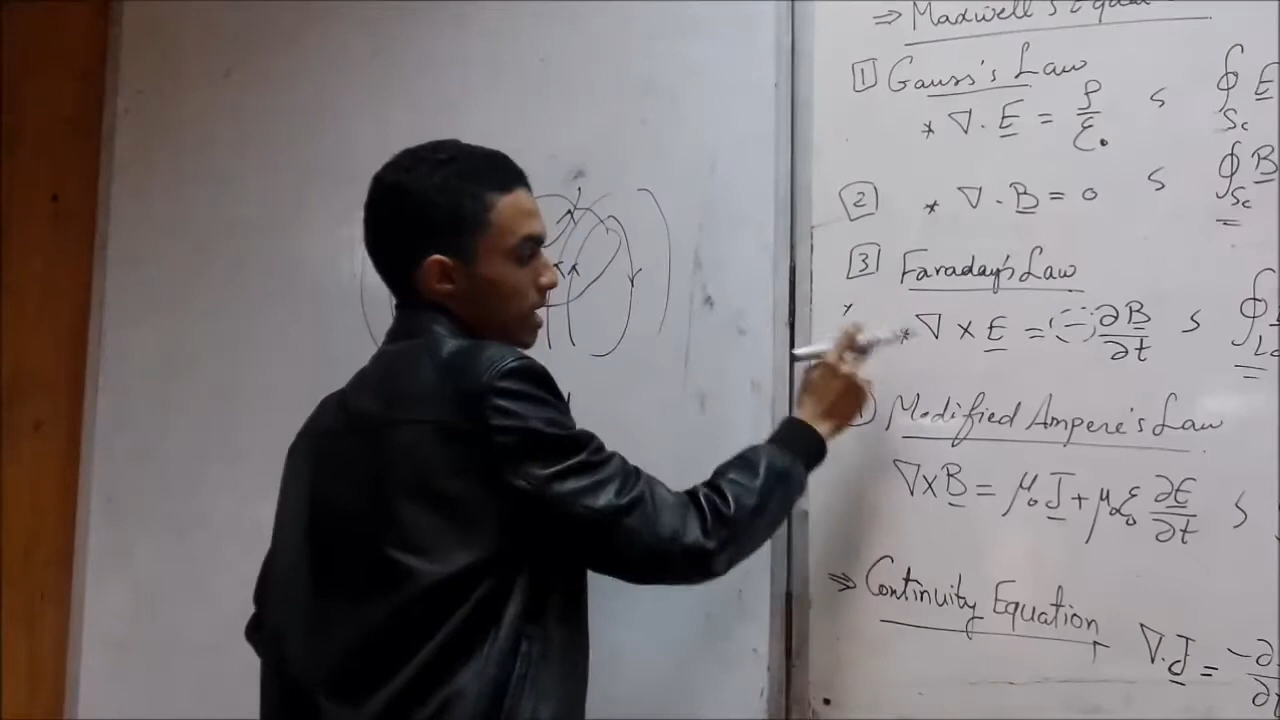 ⇒ Maxwell's Equa
1 Gauss's Law
* ∇ . E = ρ/ε₀ , ∮Sc E
2 * ∇ . B = 0 , ∮Sc B
3 Faraday's Law
* ∇ × E = (-) ∂B/∂t , ∮
Modified Ampere's Law
∇×B = μ₀J + μ₀ε₀ ∂E/∂t ,
⇒ Continuity Equation
∇.J = -∂